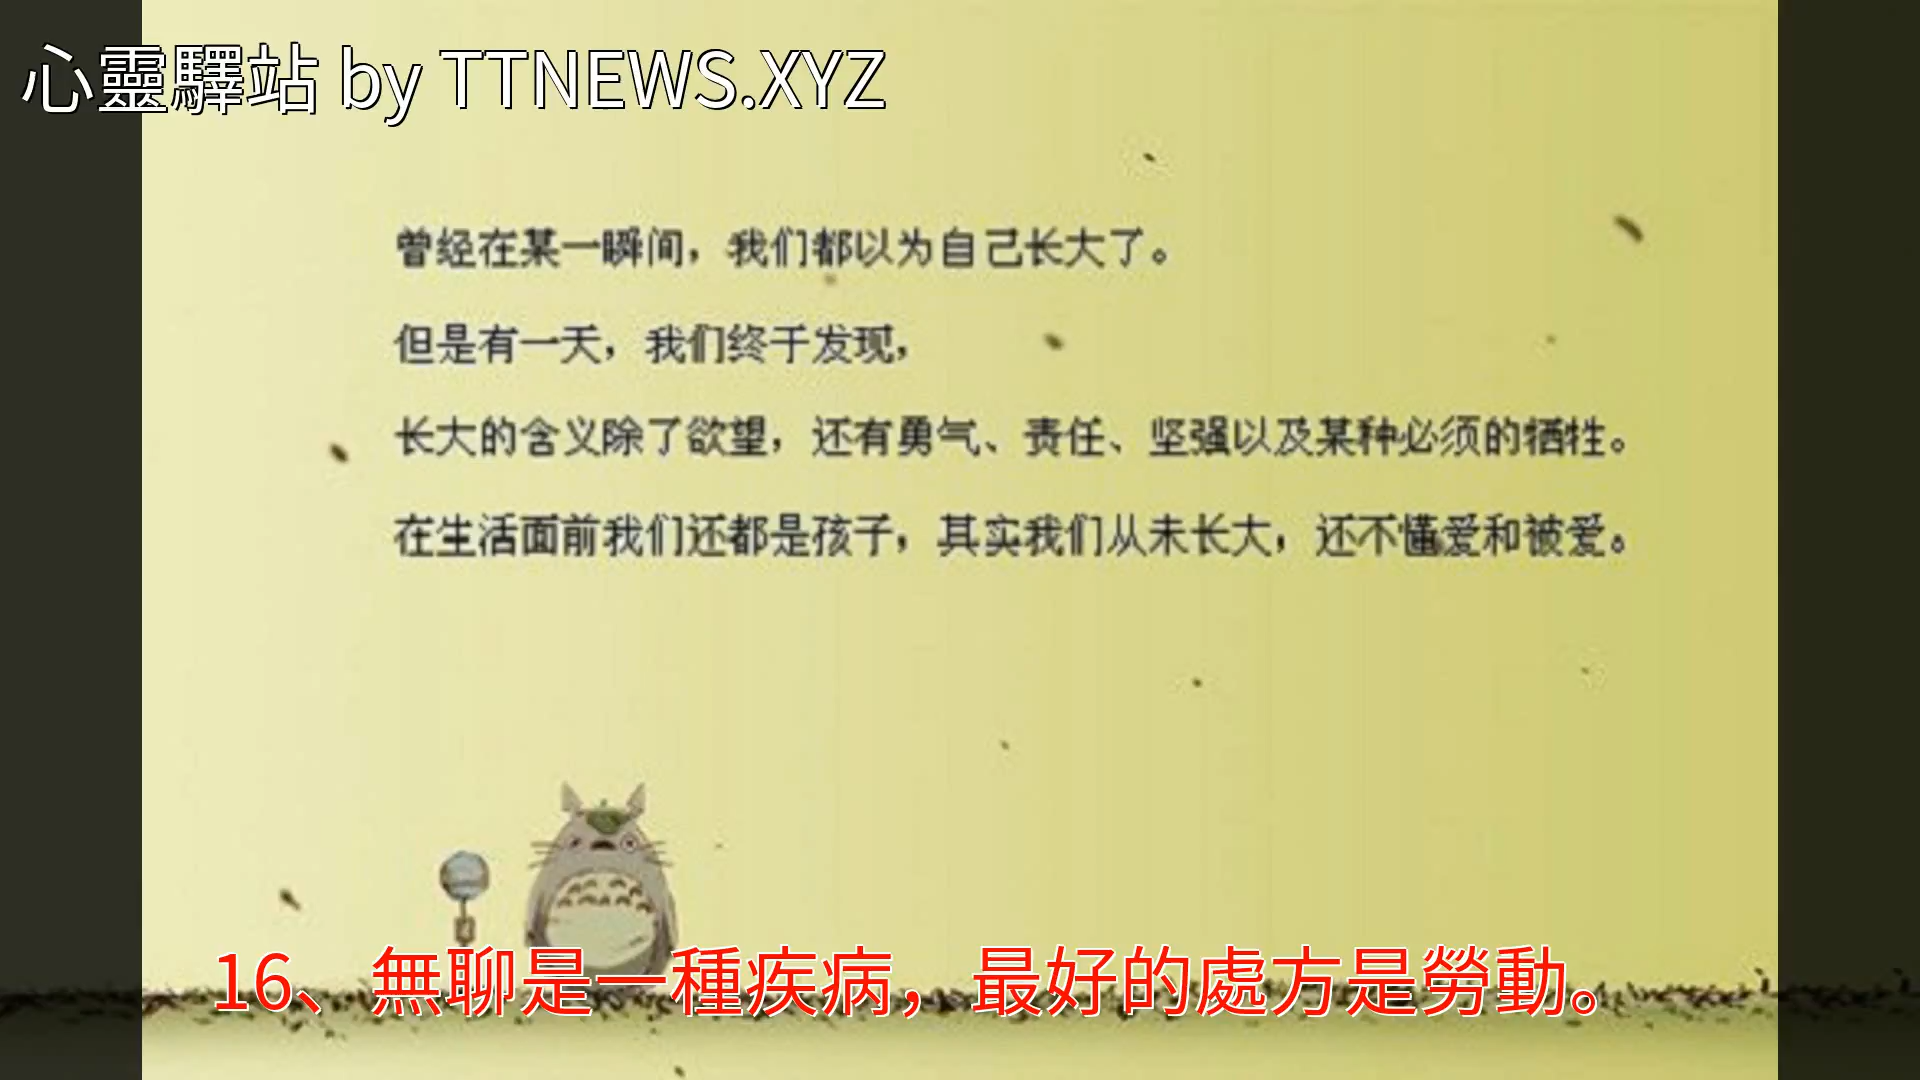 心靈驛站 by TTNEWS.XYZ
曾经在某一瞬间，我们都以为自己长大了。
但是有一天，我们终于发现，
长大的含义除了欲望，还有勇气、责任、坚强以及某种必须的牺牲。
在生活面前我们还都是孩子，其实我们从未长大，还不懂爱和被爱。
16、無聊是一種疾病，最好的處方是勞動。